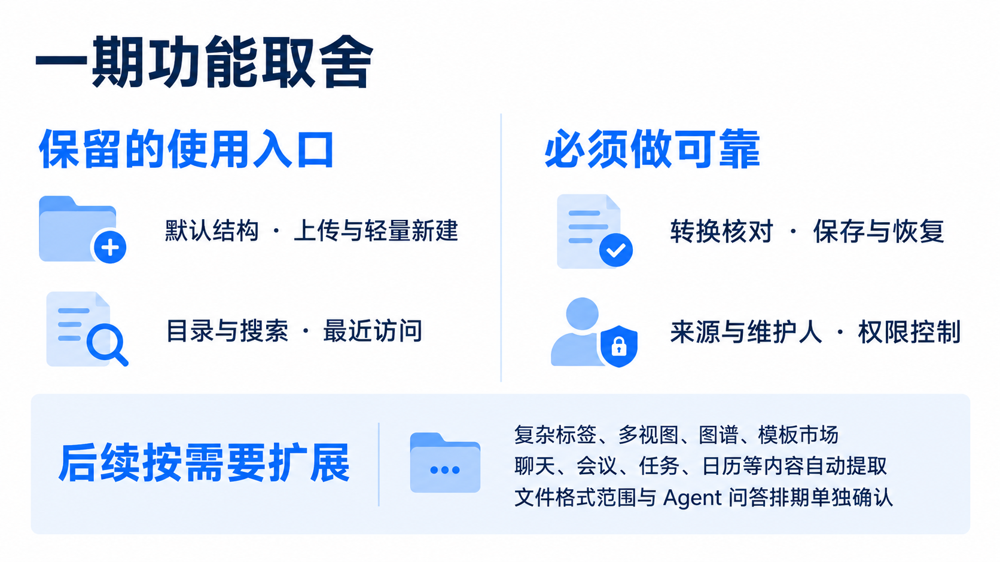 一期功能取舍
保留的使用入口
默认结构 · 上传与轻量新建
目录与搜索 · 最近访问
必须做可靠
转换核对 · 保存与恢复
来源与维护人 · 权限控制
后续按需要扩展
复杂标签、多视图、图谱、模板市场
聊天、会议、任务、日历等内容自动提取
文件格式范围与 Agent 问答排期单独确认